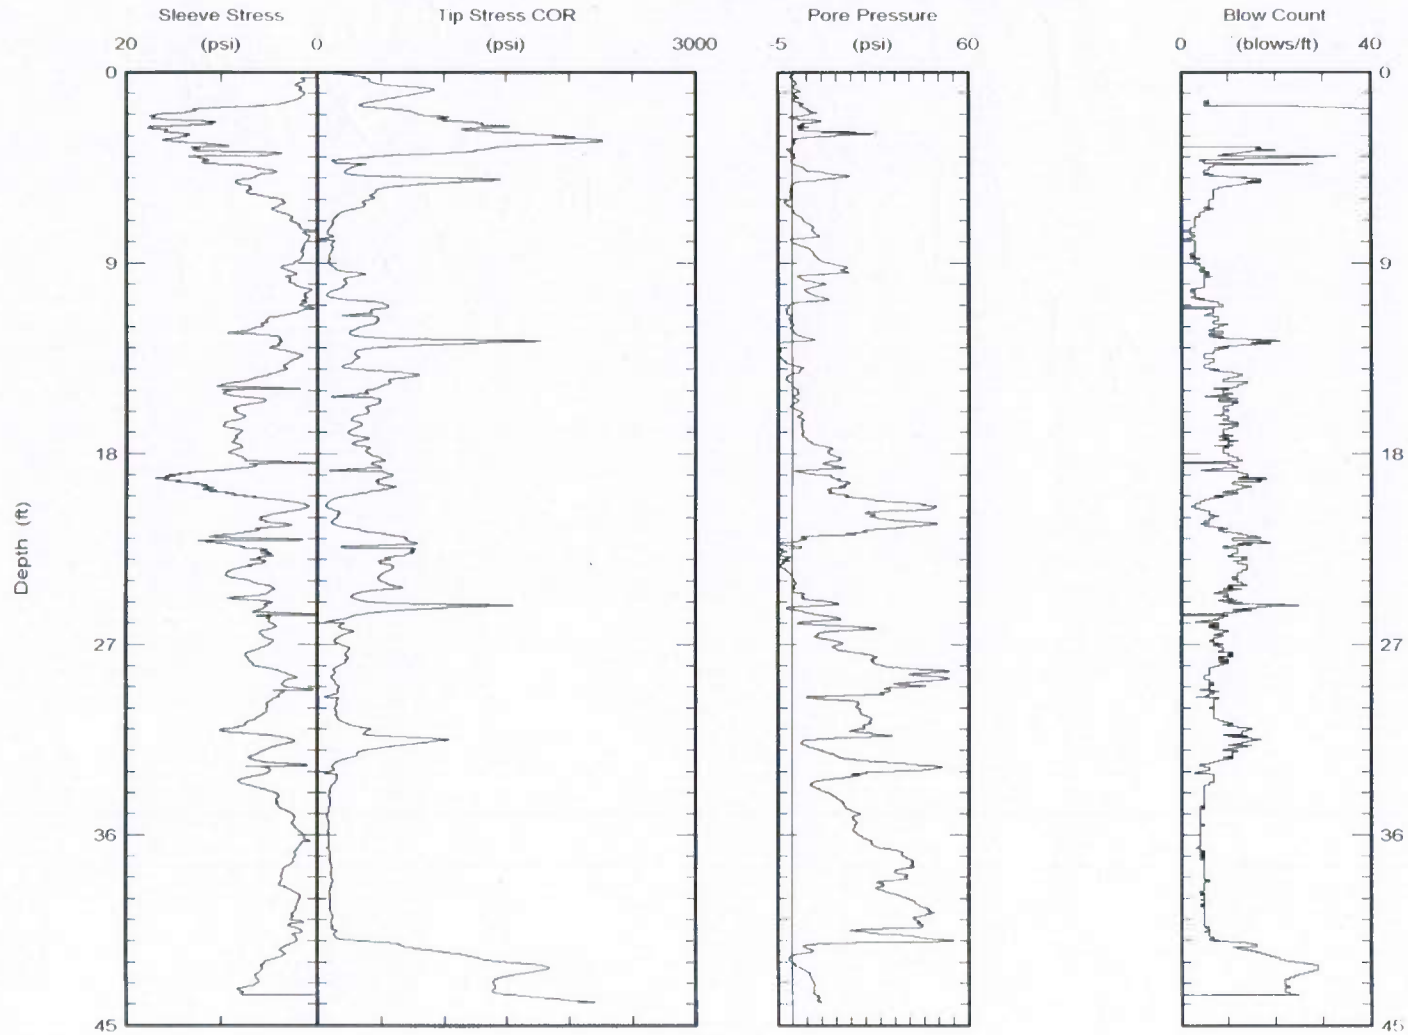 Sleeve Stress Tip Stress COR Pore Pressure Blow Count
20 (psi) 0 (psi) 3000 -5 (psi) 60 0 (blows/ft) 40
0 0
9 9
18 18
Depth (ft)
27 27
36 36
45 45